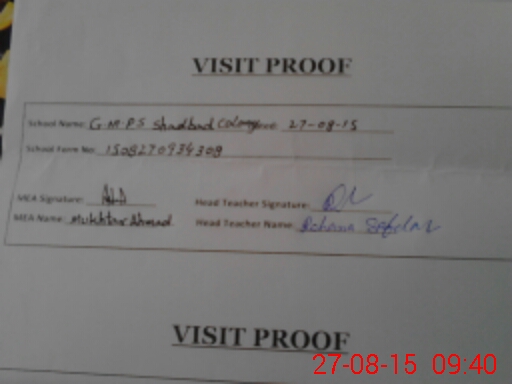 VISIT PROOF
School Name: G.M.P.S Shadbad Colony Date: 27-08-15
School Form No: 1508270934309
MEA Signature: Head Teacher Signature:
MEA Name: Mukhtar Ahmad Head Teacher Name:
VISIT PROOF
27-08-15 09:40